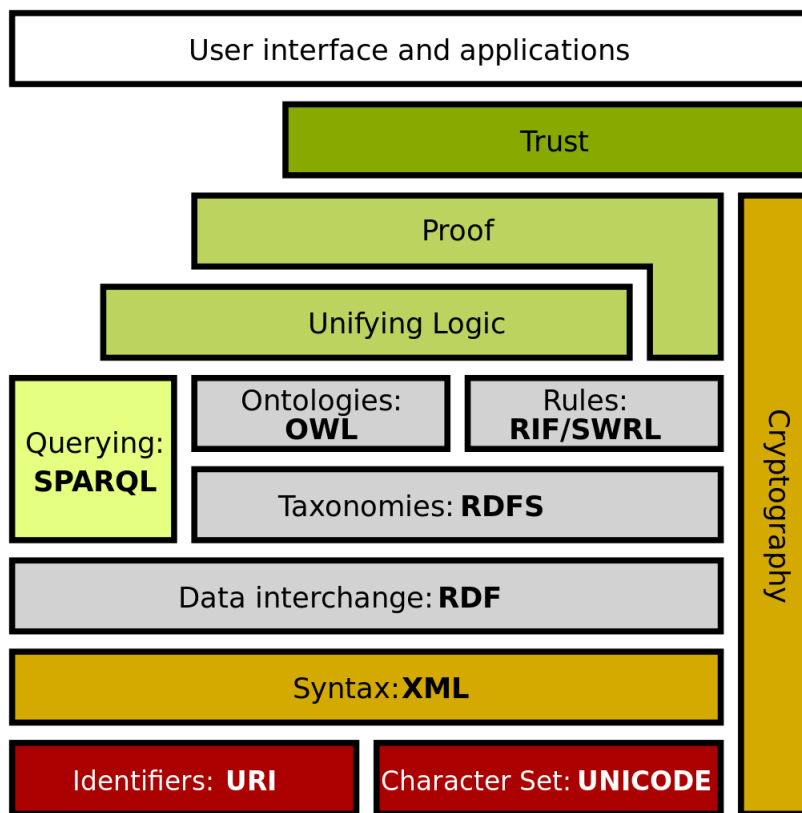 User interface and applications
Trust
Proof
Unifying Logic
Ontologies:
OWL
Rules:
RIF/SWRL
Querying:
SPARQL
Taxonomies: RDFS
Cryptography
Data interchange: RDF
Syntax: XML
Identifiers: URI
Character Set: UNICODE